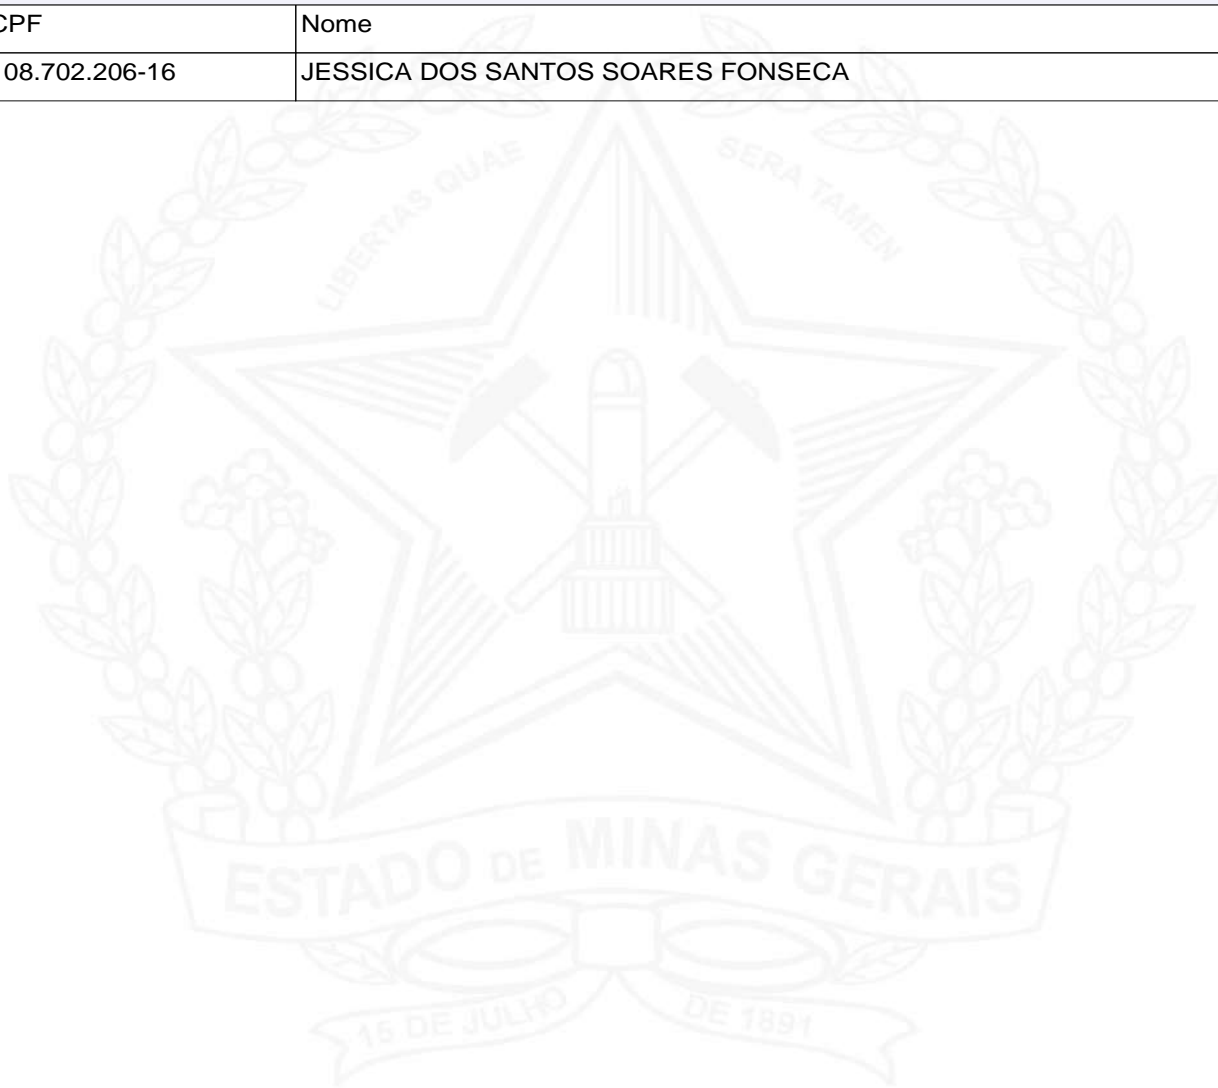 CPF Nome
08.702.206-16 JESSICA DOS SANTOS SOARES FONSECA
LIBERTAS QUAE SERA TAMEN
ESTADO DE MINAS GERAIS
15 DE JULHO DE 1891